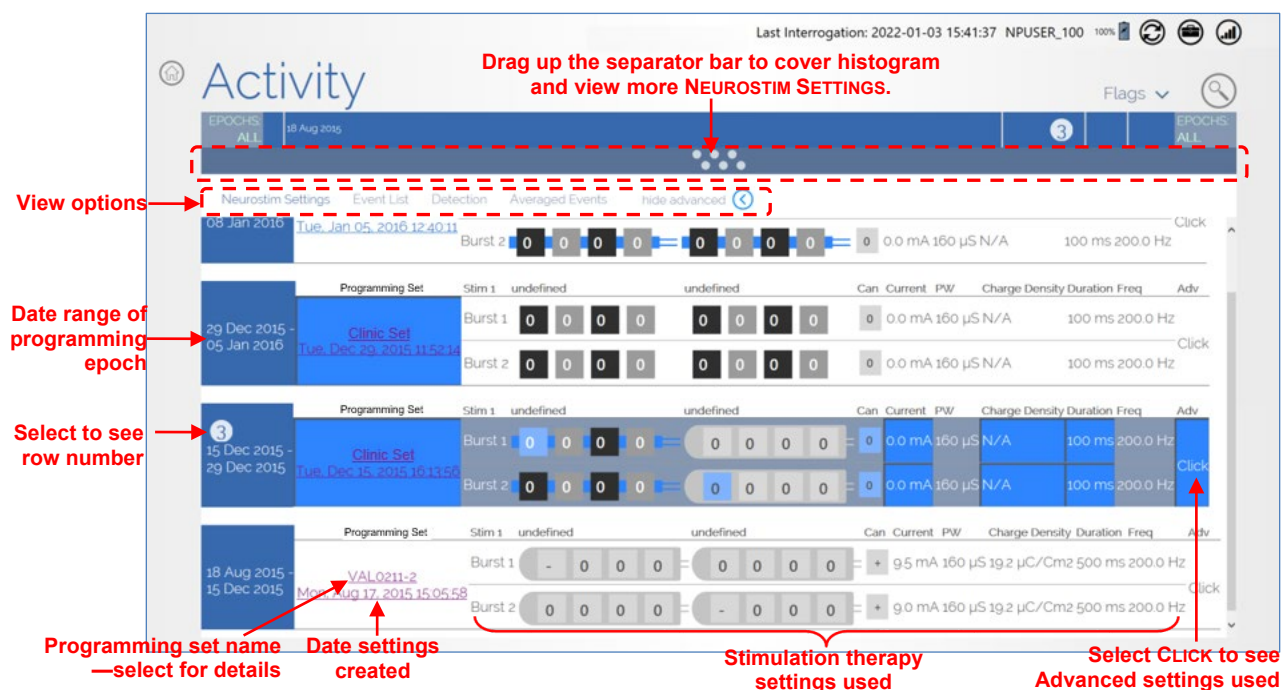 Last Interrogation: 2022-01-03 15:41:37 NPUSER_100 100%
Activity
Drag up the separator bar to cover histogram
and view more NEUROSTIM SETTINGS.
Flags
EPOCHS: ALL 18 Aug 2015 3 EPOCHS: ALL
View options
Neurostim Settings Event List Detection Averaged Events hide advanced
08 Jan 2016 Tue, Jan 05, 2016 12:40:11 Click
Burst 2 0 0 0 0 0 0 0 0 0 0.0 mA 160 µS N/A 100 ms 200.0 Hz
Programming Set Stim 1 undefined undefined Can Current PW Charge Density Duration Freq Adv
Date range of
programming
epoch
29 Dec 2015 -
05 Jan 2016
Clinic Set
Tue, Dec 29, 2015 11:52:14
Burst 1 0 0 0 0 0 0 0 0 0 0.0 mA 160 µS N/A 100 ms 200.0 Hz
Click
Burst 2 0 0 0 0 0 0 0 0 0 0.0 mA 160 µS N/A 100 ms 200.0 Hz
Programming Set Stim 1 undefined undefined Can Current PW Charge Density Duration Freq Adv
Select to see
row number
3
15 Dec 2015 -
29 Dec 2015
Clinic Set
Tue, Dec 15, 2015 16:13:56
Burst 1 0 0 0 0 0 0 0 0 0 0.0 mA 160 µS N/A 100 ms 200.0 Hz
Click
Burst 2 0 0 0 0 0 0 0 0 0 0.0 mA 160 µS N/A 100 ms 200.0 Hz
Programming Set Stim 1 undefined undefined Can Current PW Charge Density Duration Freq Adv
18 Aug 2015 -
15 Dec 2015
VAL0211-2
Mon, Aug 17, 2015 15:05:58
Burst 1 - 0 0 0 0 0 0 0 + 9.5 mA 160 µS 19.2 µC/Cm2 500 ms 200.0 Hz
Click
Burst 2 0 0 0 0 - 0 0 0 + 9.0 mA 160 µS 19.2 µC/Cm2 500 ms 200.0 Hz
Programming set name
—select for details
Date settings
created
Stimulation therapy
settings used
Select CLICK to see
Advanced settings used